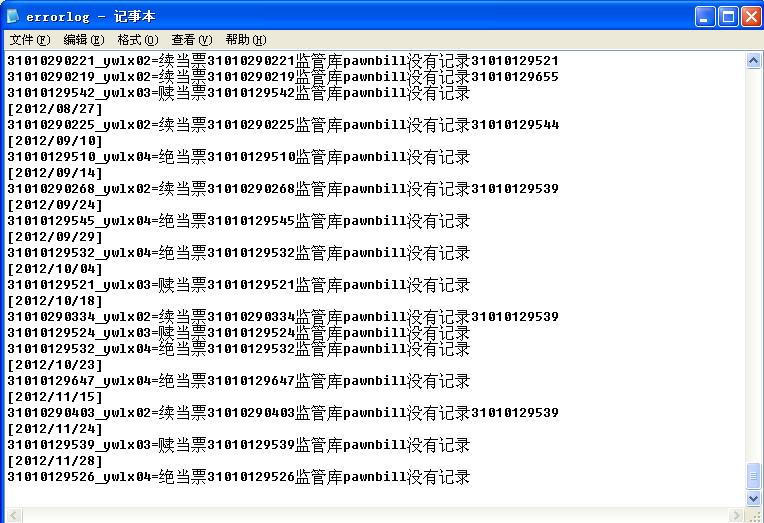 errorlog - 记事本
文件(F) 编辑(E) 格式(O) 查看(V) 帮助(H)
31010290221_ywlx02=续当票31010290221监管库pawnbill没有记录31010129521
31010290219_ywlx02=续当票31010290219监管库pawnbill没有记录31010129655
31010129542_ywlx03=赎当票31010129542监管库pawnbill没有记录
[2012/08/27]
31010290225_ywlx02=续当票31010290225监管库pawnbill没有记录31010129544
[2012/09/10]
31010129510_ywlx04=绝当票31010129510监管库pawnbill没有记录
[2012/09/14]
31010290268_ywlx02=续当票31010290268监管库pawnbill没有记录31010129539
[2012/09/24]
31010129545_ywlx04=绝当票31010129545监管库pawnbill没有记录
[2012/09/29]
31010129532_ywlx04=绝当票31010129532监管库pawnbill没有记录
[2012/10/04]
31010129521_ywlx03=赎当票31010129521监管库pawnbill没有记录
[2012/10/18]
31010290334_ywlx02=续当票31010290334监管库pawnbill没有记录31010129539
31010129524_ywlx03=赎当票31010129524监管库pawnbill没有记录
31010129532_ywlx04=绝当票31010129532监管库pawnbill没有记录
[2012/10/23]
31010129647_ywlx04=绝当票31010129647监管库pawnbill没有记录
[2012/11/15]
31010290403_ywlx02=续当票31010290403监管库pawnbill没有记录31010129539
[2012/11/24]
31010129539_ywlx03=赎当票31010129539监管库pawnbill没有记录
[2012/11/28]
31010129526_ywlx04=绝当票31010129526监管库pawnbill没有记录